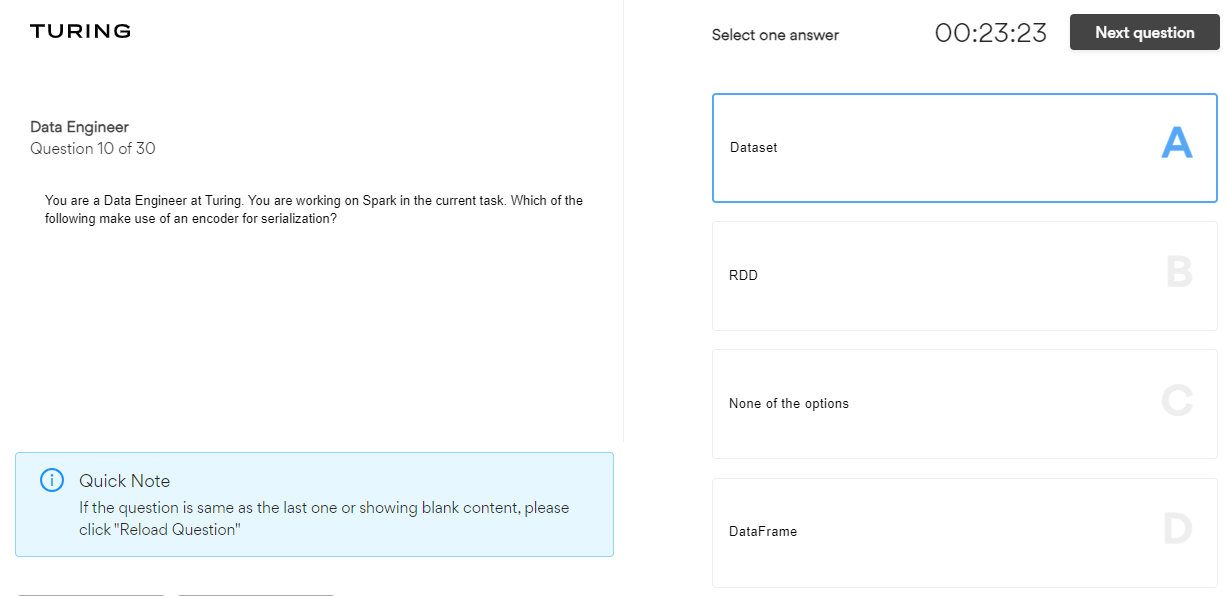 TURING
Select one answer
00:23:23
Next question
Data Engineer
Question 10 of 30
You are a Data Engineer at Turing. You are working on Spark in the current task. Which of the
following make use of an encoder for serialization?
Dataset
A
RDD
B
None of the options
C
DataFrame
D
Quick Note
If the question is same as the last one or showing blank content, please
click "Reload Question"